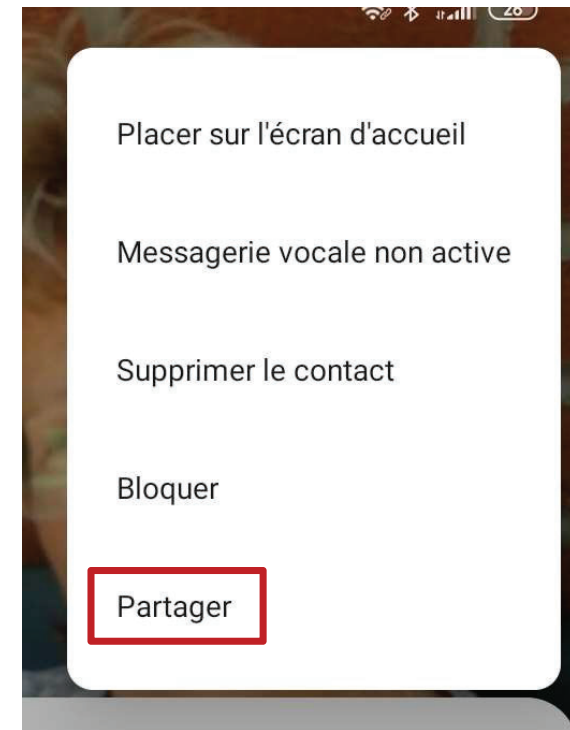 Placer sur l'écran d'accueil
Messagerie vocale non active
Supprimer le contact
Bloquer
Partager